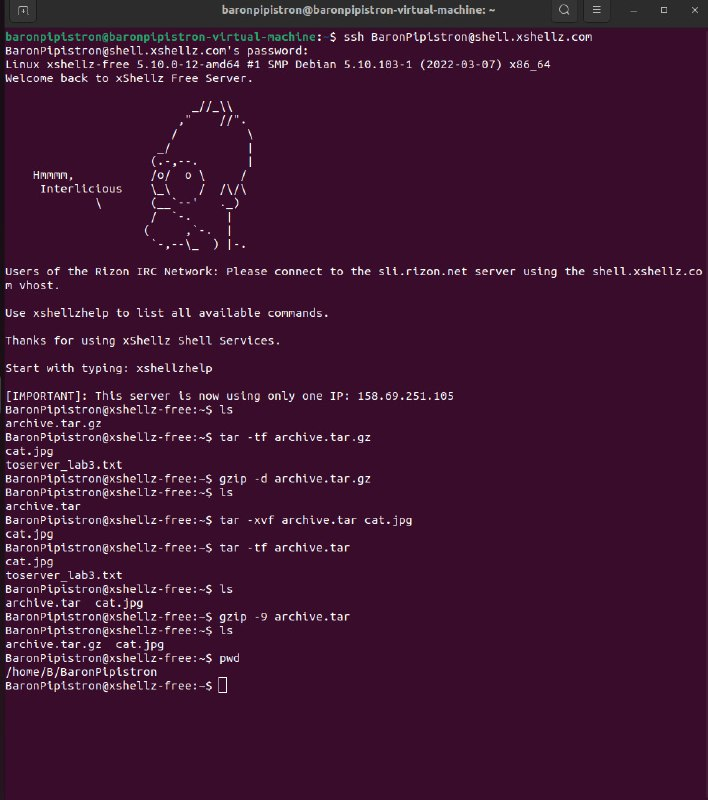 baronpipistron@baronpipistron-virtual-machine: ~
baronpipistron@baronpipistron-virtual-machine:~$ ssh BaronPipistron@shell.xshellz.com
BaronPipistron@shell.xshellz.com's password:
Linux xshellz-free 5.10.0-12-amd64 #1 SMP Debian 5.10.103-1 (2022-03-07) x86_64
Welcome back to xShellz Free Server.
Hmmmm,
Interlicious
Users of the Rizon IRC Network: Please connect to the sli.rizon.net server using the shell.xshellz.co
m vhost.
Use xshellzhelp to list all available commands.
Thanks for using xShellz Shell Services.
Start with typing: xshellzhelp
[IMPORTANT]: This server is now using only one IP: 158.69.251.105
BaronPipistron@xshellz-free:~$ ls
archive.tar.gz
BaronPipistron@xshellz-free:~$ tar -tf archive.tar.gz
cat.jpg
toserver_lab3.txt
BaronPipistron@xshellz-free:~$ gzip -d archive.tar.gz
BaronPipistron@xshellz-free:~$ ls
archive.tar
BaronPipistron@xshellz-free:~$ tar -xvf archive.tar cat.jpg
cat.jpg
BaronPipistron@xshellz-free:~$ tar -tf archive.tar
cat.jpg
toserver_lab3.txt
BaronPipistron@xshellz-free:~$ ls
archive.tar  cat.jpg
BaronPipistron@xshellz-free:~$ gzip -9 archive.tar
BaronPipistron@xshellz-free:~$ ls
archive.tar.gz  cat.jpg
BaronPipistron@xshellz-free:~$ pwd
/home/B/BaronPipistron
BaronPipistron@xshellz-free:~$